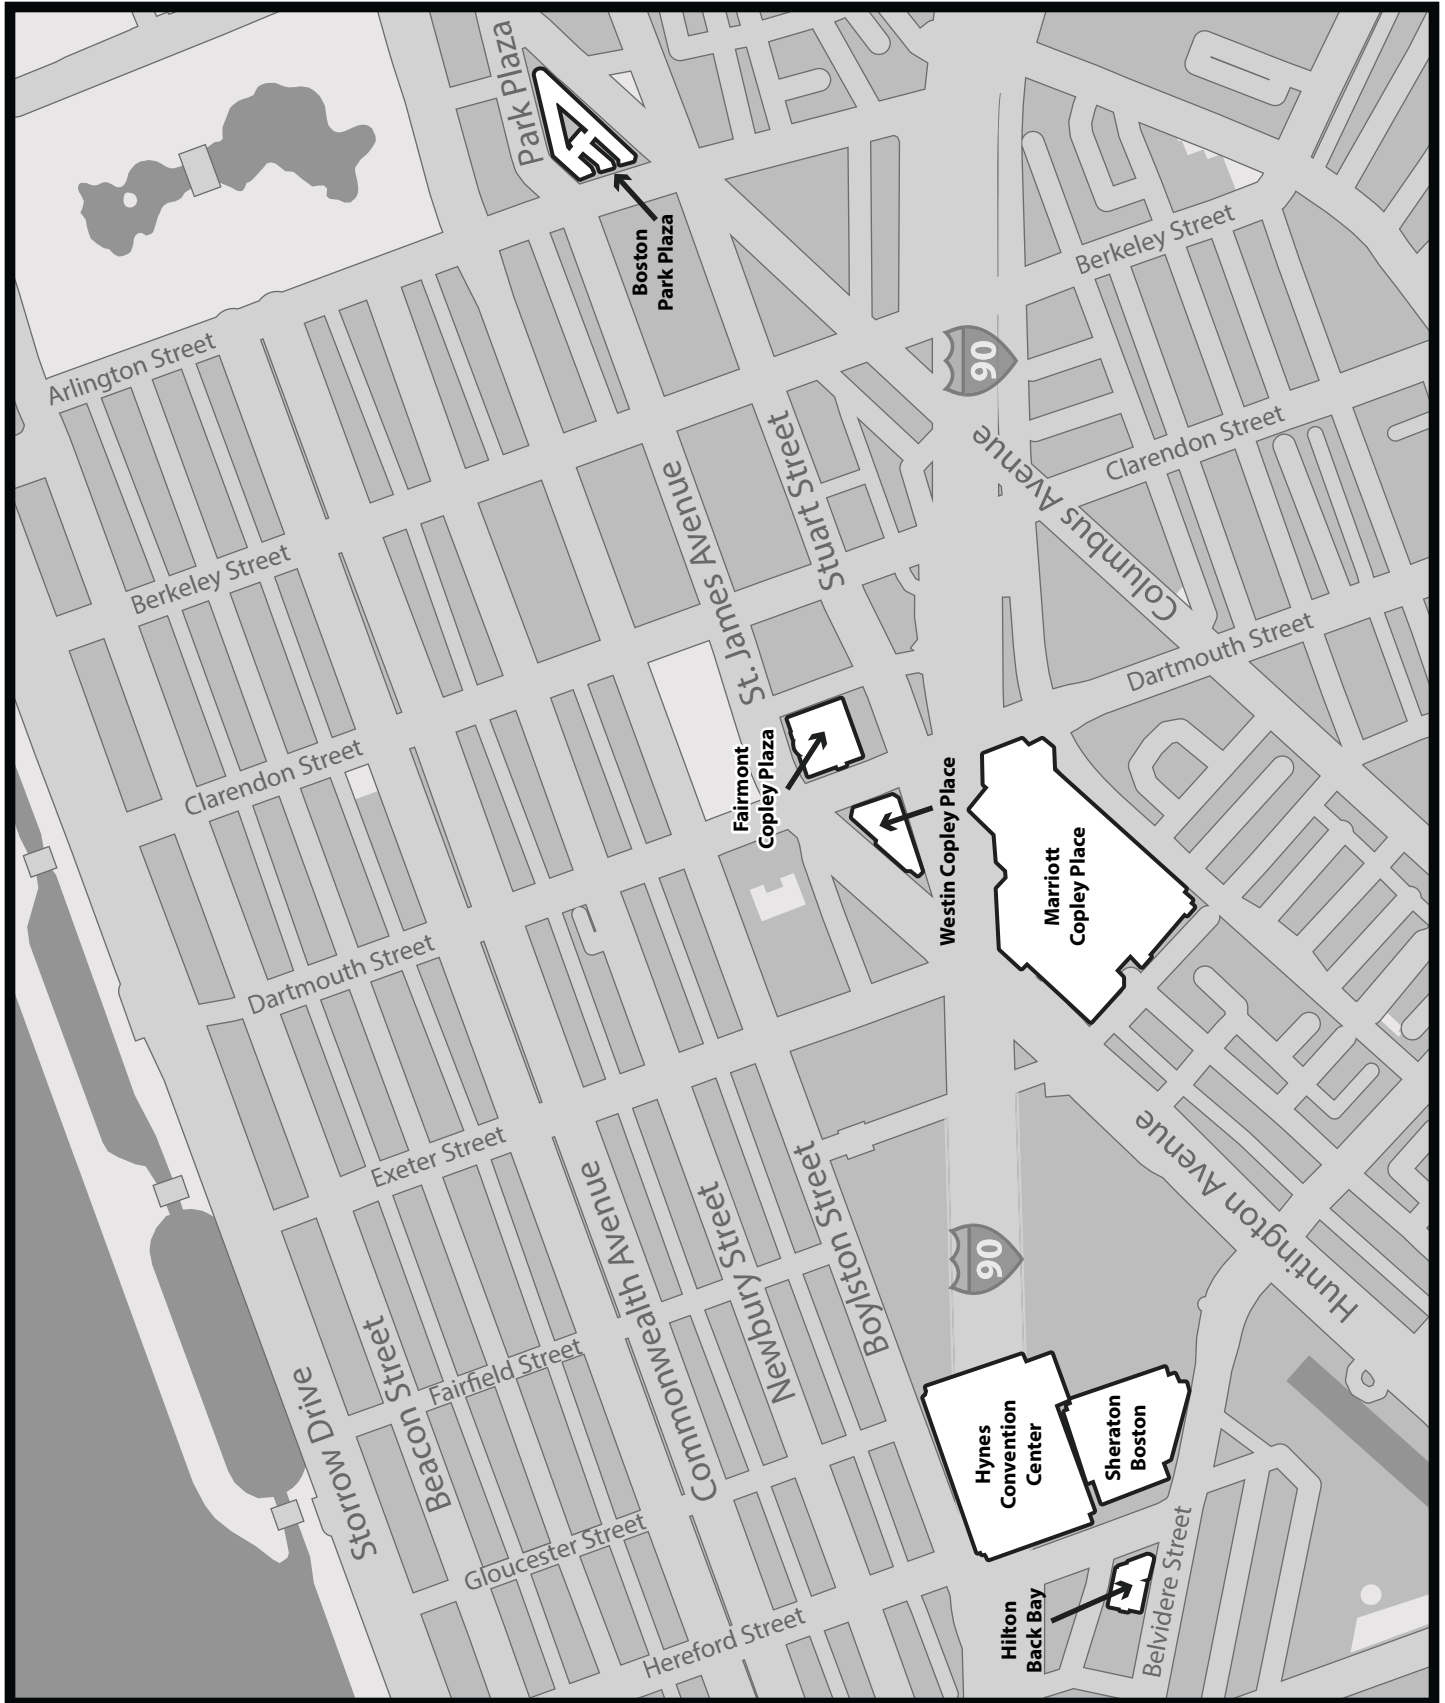 Park Plaza
Boston
Park Plaza
Arlington Street
Berkeley Street
90
Berkeley Street
Clarendon Street
Columbus Avenue
Stuart Street
St. James Avenue
Clarendon Street
Dartmouth Street
Fairmont
Copley Plaza
Westin Copley Place
Marriott
Copley Place
Dartmouth Street
Exeter Street
Huntington Avenue
90
Boylston Street
Newbury Street
Commonwealth Avenue
Fairfield Street
Beacon Street
Storrow Drive
Gloucester Street
Hereford Street
Hynes
Convention
Center
Sheraton
Boston
Hilton
Back Bay
Belvidere Street